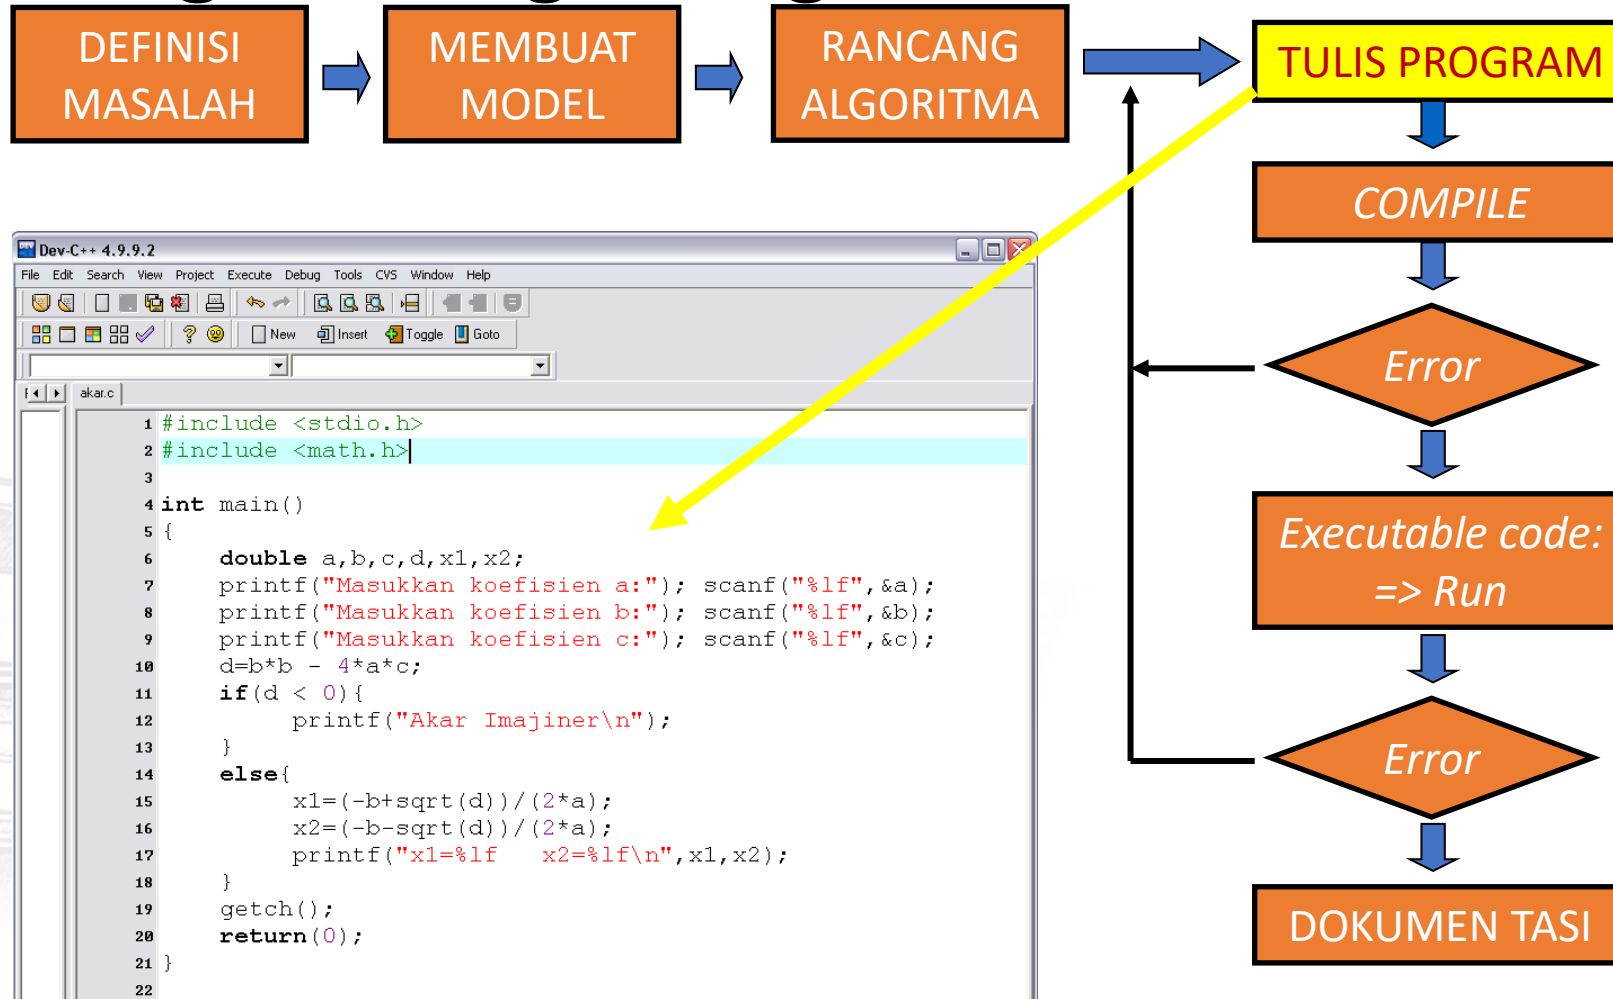 DEFINISI
MASALAH
MEMBUAT
MODEL
RANCANG
ALGORITMA
TULIS PROGRAM
COMPILE
Error
Executable code:
=> Run
Error
DOKUMEN TASI
Dev-C++ 4.9.9.2
File Edit Search View Project Execute Debug Tools CVS Window Help
New Insert Toggle Goto
akar.c
1 #include <stdio.h>
2 #include <math.h>
3
4 int main()
5 {
6 double a,b,c,d,x1,x2;
7 printf("Masukkan koefisien a:"); scanf("%lf",&a);
8 printf("Masukkan koefisien b:"); scanf("%lf",&b);
9 printf("Masukkan koefisien c:"); scanf("%lf",&c);
10 d=b*b - 4*a*c;
11 if(d < 0){
12 printf("Akar Imajiner\n");
13 }
14 else{
15 x1=(-b+sqrt(d))/(2*a);
16 x2=(-b-sqrt(d))/(2*a);
17 printf("x1=%lf   x2=%lf\n",x1,x2);
18 }
19 getch();
20 return(0);
21 }
22